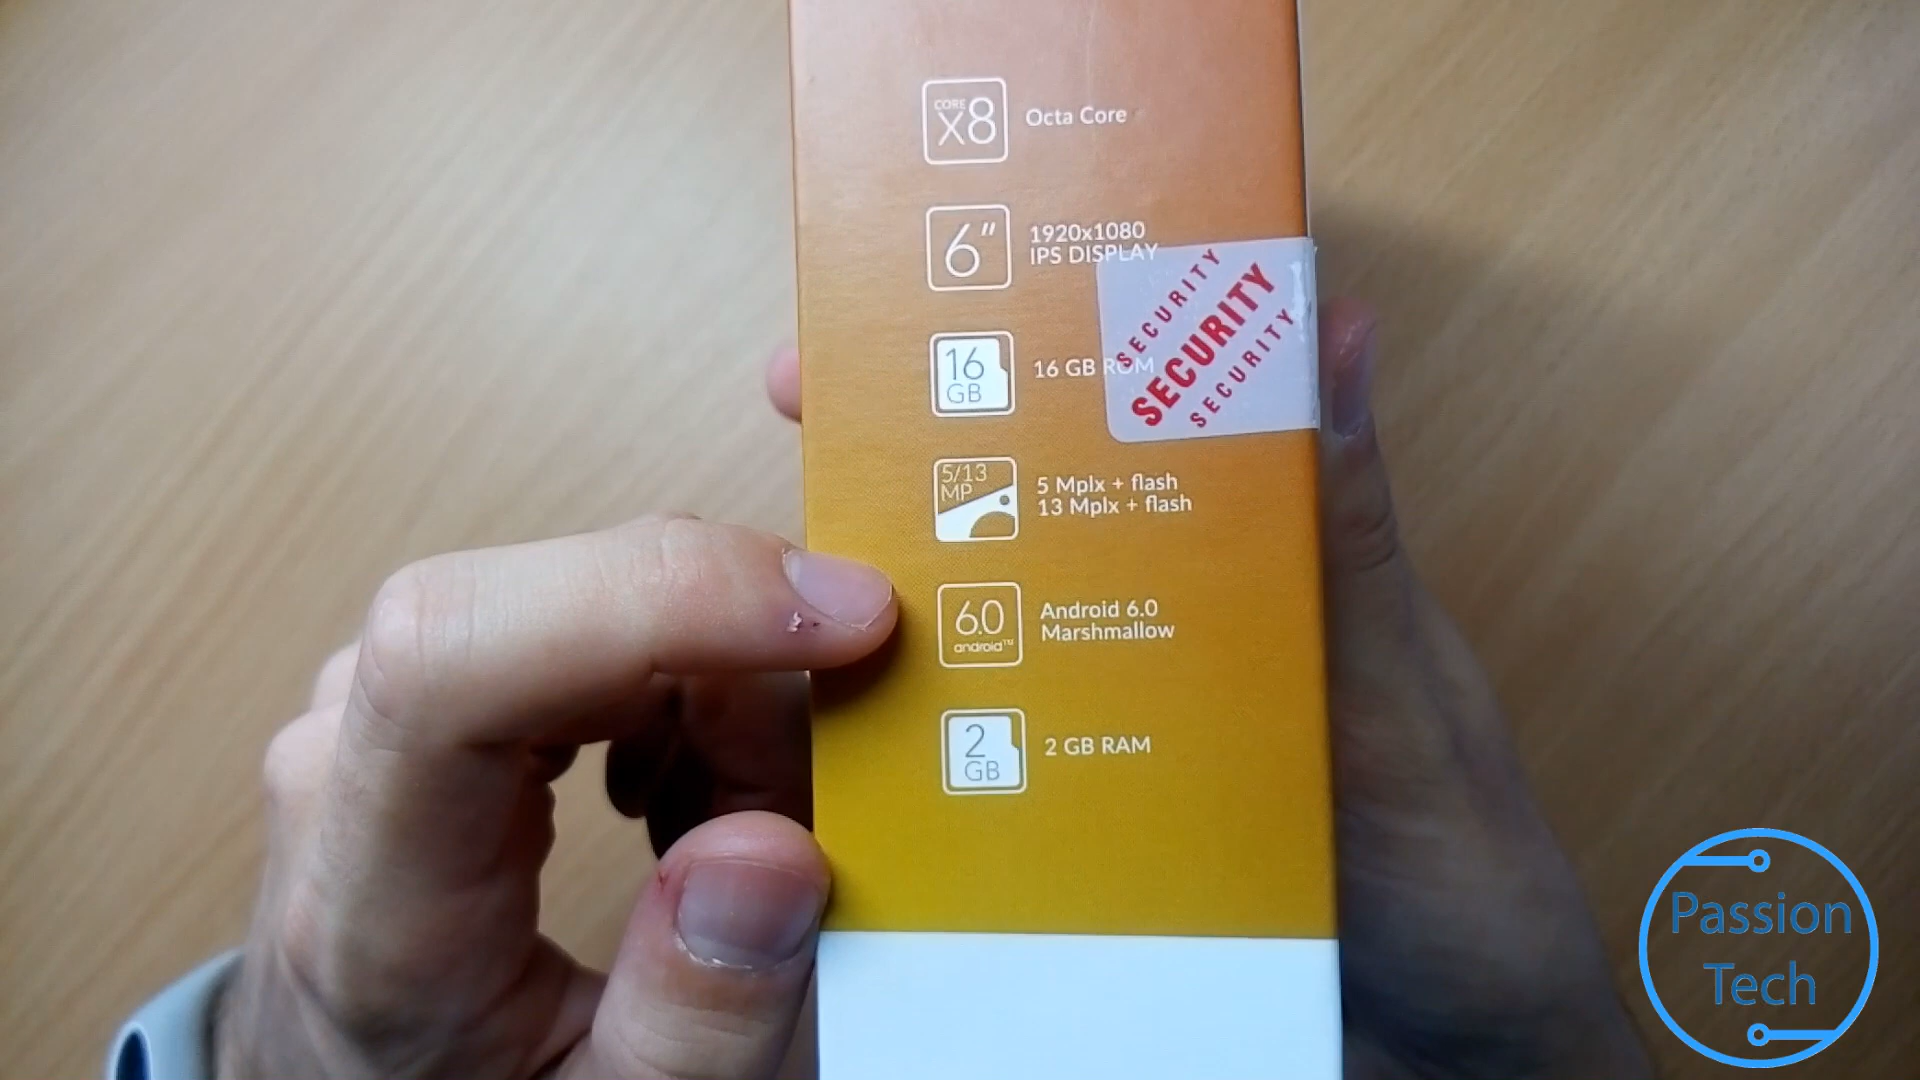 CORE
X8
Octa Core
6"
1920x1080
IPS DISPLAY
SECURITY
SECURITY
SECURITY
16
GB
16 GB ROM
5/13
MP
5 Mplx + flash
13 Mplx + flash
6.0
android™
Android 6.0
Marshmallow
2
GB
2 GB RAM
Passion
Tech